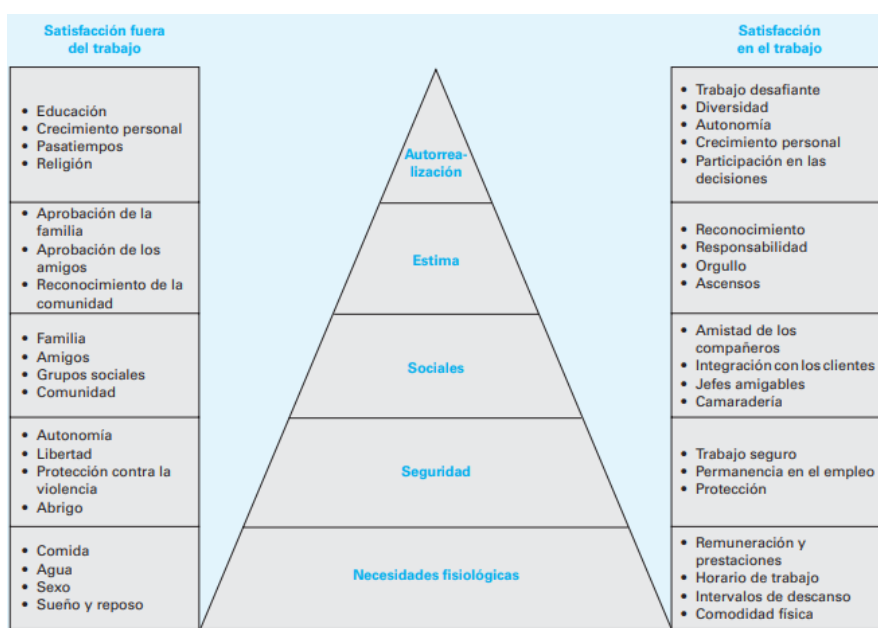 Satisfacción fuera
del trabajo
Satisfacción
en el trabajo
• Educación
• Crecimiento personal
• Pasatiempos
• Religión
Autorrea-
lización
• Trabajo desafiante
• Diversidad
• Autonomía
• Crecimiento personal
• Participación en las
decisiones
• Aprobación de la
familia
• Aprobación de los
amigos
• Reconocimiento de la
comunidad
Estima
• Reconocimiento
• Responsabilidad
• Orgullo
• Ascensos
• Familia
• Amigos
• Grupos sociales
• Comunidad
Sociales
• Amistad de los
compañeros
• Integración con los clientes
• Jefes amigables
• Camaradería
• Autonomía
• Libertad
• Protección contra la
violencia
• Abrigo
Seguridad
• Trabajo seguro
• Permanencia en el empleo
• Protección
• Comida
• Agua
• Sexo
• Sueño y reposo
Necesidades fisiológicas
• Remuneración y
prestaciones
• Horario de trabajo
• Intervalos de descanso
• Comodidad física